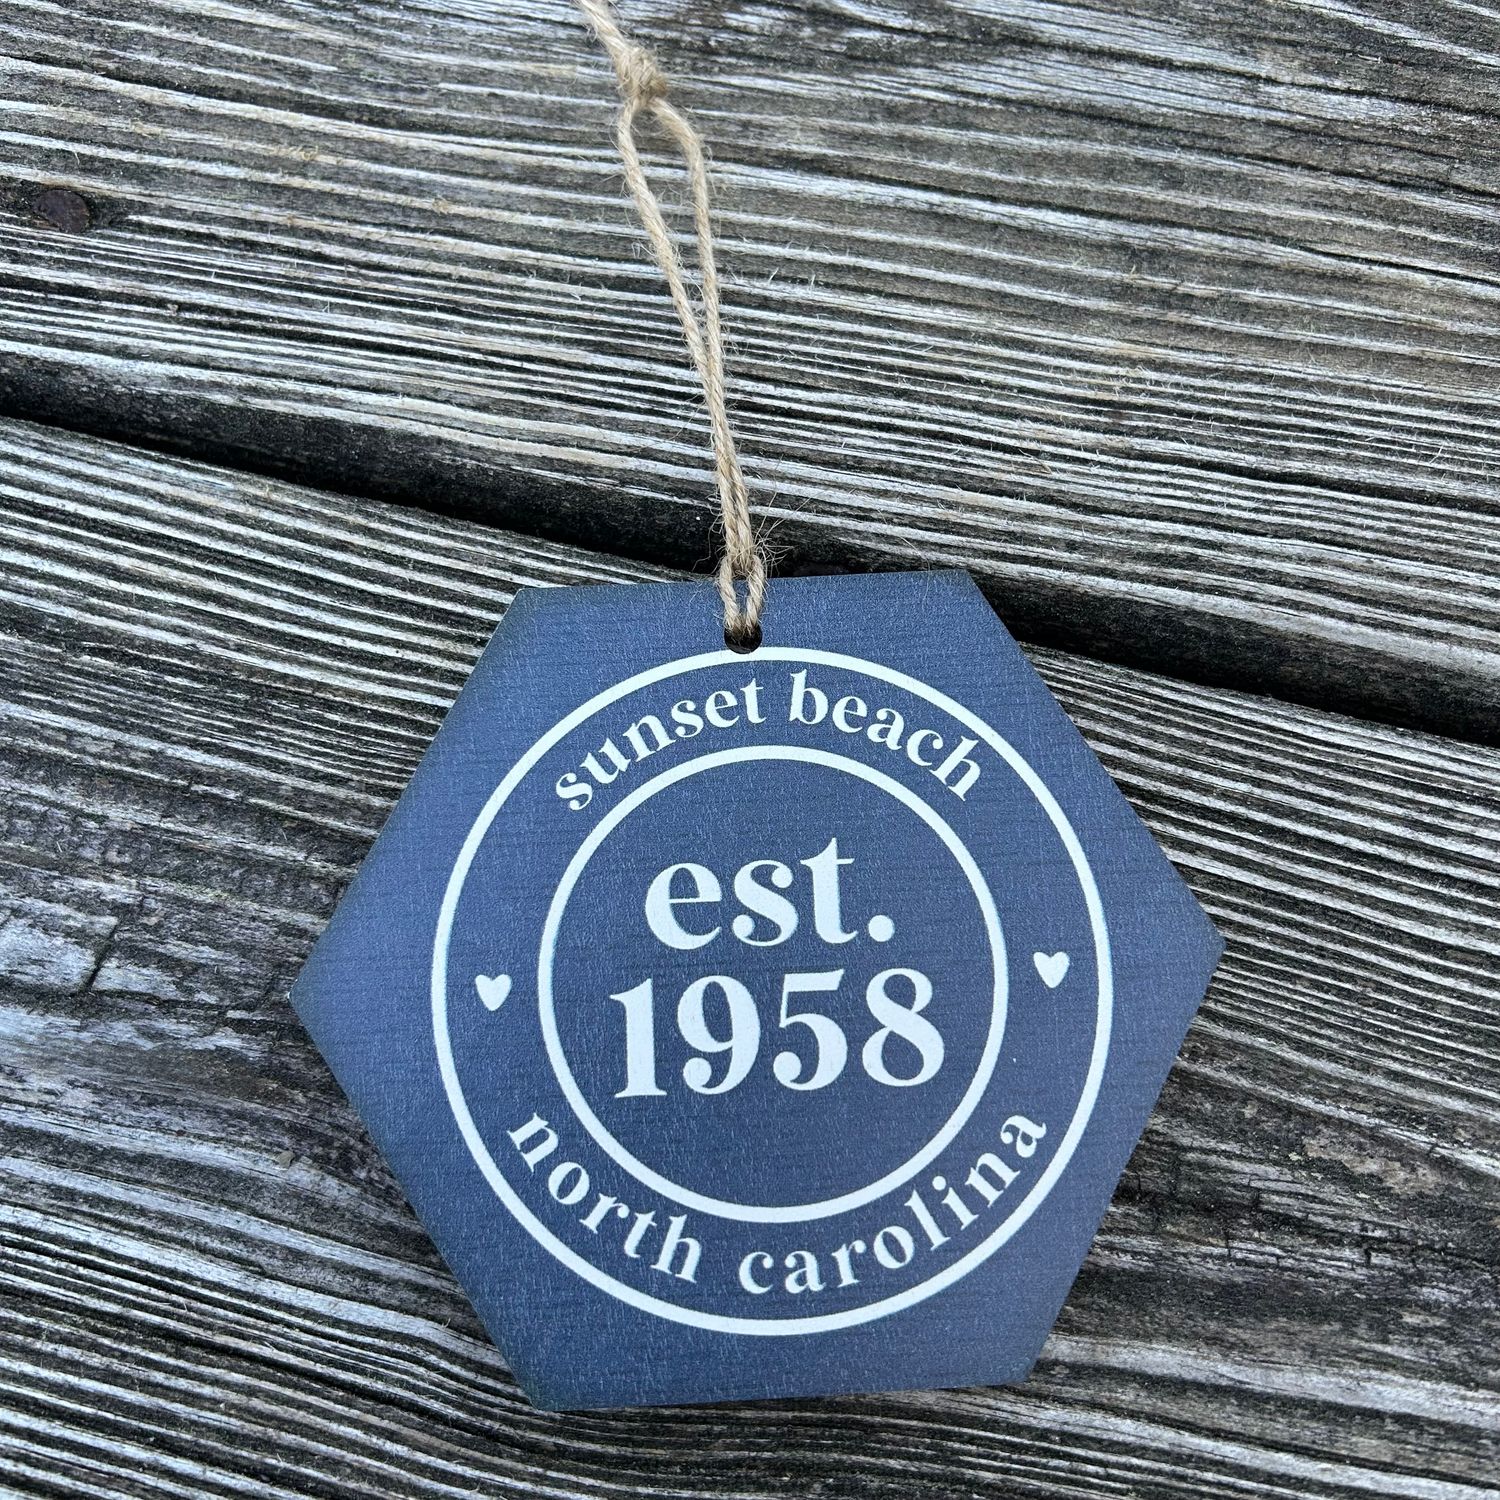 sunset beach
est.
1958
north carolina